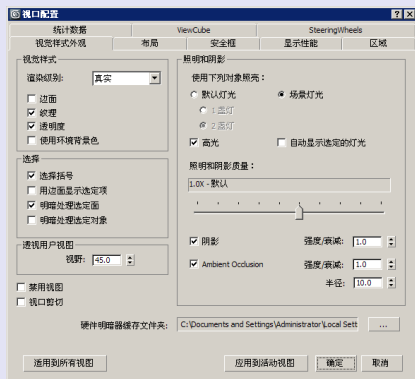 视口配置
统计数据
ViewCube
SteeringWheels
视觉样式外观
布局
安全框
显示性能
区域
视觉样式
渲染级别:
真实
边面
纹理
透明度
使用环境背景色
选择
选择括号
用边面显示选定项
明暗处理选定面
明暗处理选定对象
透视用户视图
视野:
45.0
禁用视图
视口剪切
照明和阴影
使用下列对象照亮:
默认灯光
场景灯光
1 盏灯
2 盏灯
高光
自动显示选定的灯光
照明和阴影质量:
1.0X - 默认
阴影
强度/衰减:
1.0
Ambient Occlusion
强度/衰减:
1.0
半径:
10.0
硬件明暗器缓存文件夹:
C:\Documents and Settings\Administrator\Local Sett
...
适用到所有视图
应用到活动视图
确定
取消